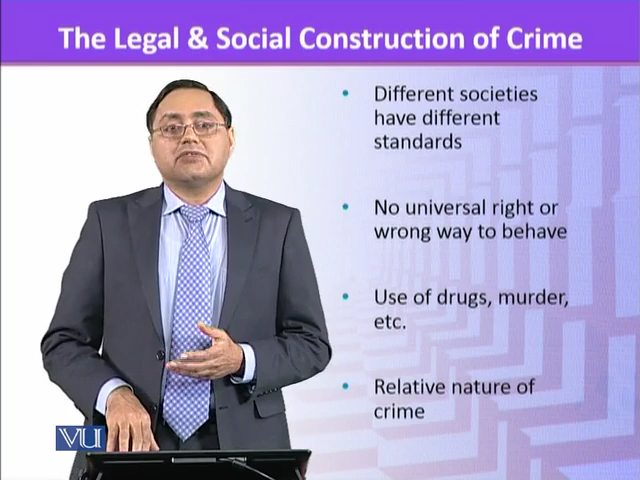 The Legal & Social Construction of Crime
• Different societies
have different
standards
• No universal right or
wrong way to behave
• Use of drugs, murder,
etc.
• Relative nature of
crime
VU